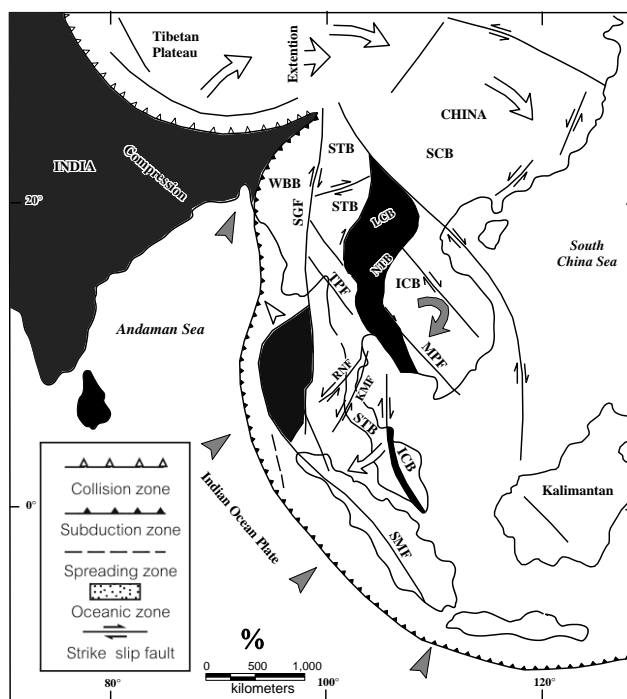 Tibetan
Plateau
Extention
CHINA
STB
SCB
INDIA
Compression
WBB
STB
SGF
LCB
20°
NTB
South
China Sea
ICB
TPF
Andaman Sea
MPF
RNF
KMF
STB
ICB
Collision zone
Kalimantan
Indian Ocean Plate
0°
Subduction zone
SMF
Spreading zone
Oceanic zone
Strike slip fault
%
0 500 1,000
kilometers
80° 100° 120°